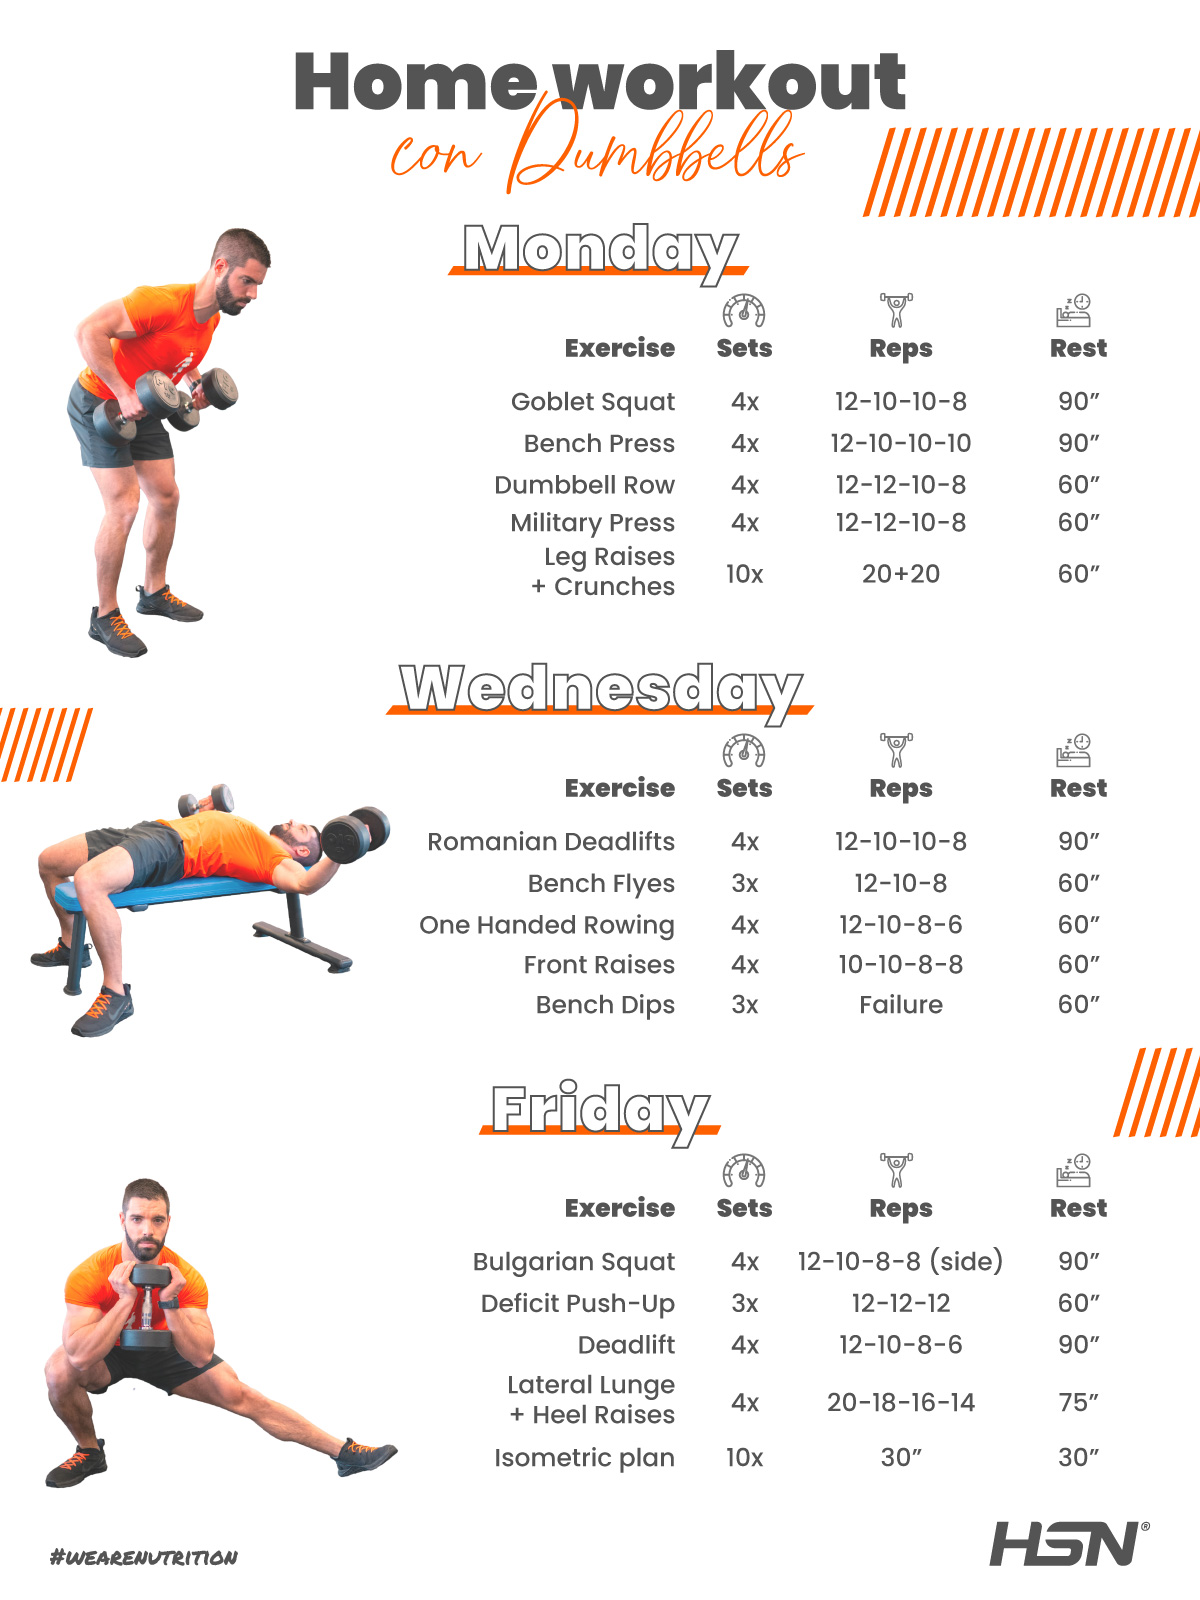 Home workout
con Dumbbells
Monday
Exercise Sets Reps Rest
Goblet Squat 4x 12-10-10-8 90”
Bench Press 4x 12-10-10-10 90”
Dumbbell Row 4x 12-12-10-8 60”
Military Press 4x 12-12-10-8 60”
Leg Raises
+ Crunches 10x 20+20 60”
Wednesday
Exercise Sets Reps Rest
Romanian Deadlifts 4x 12-10-10-8 90”
Bench Flyes 3x 12-10-8 60”
One Handed Rowing 4x 12-10-8-6 60”
Front Raises 4x 10-10-8-8 60”
Bench Dips 3x Failure 60”
Friday
Exercise Sets Reps Rest
Bulgarian Squat 4x 12-10-8-8 (side) 90”
Deficit Push-Up 3x 12-12-12 60”
Deadlift 4x 12-10-8-6 90”
Lateral Lunge
+ Heel Raises 4x 20-18-16-14 75”
Isometric plan 10x 30” 30”
#WEARENUTRITION
HSN®